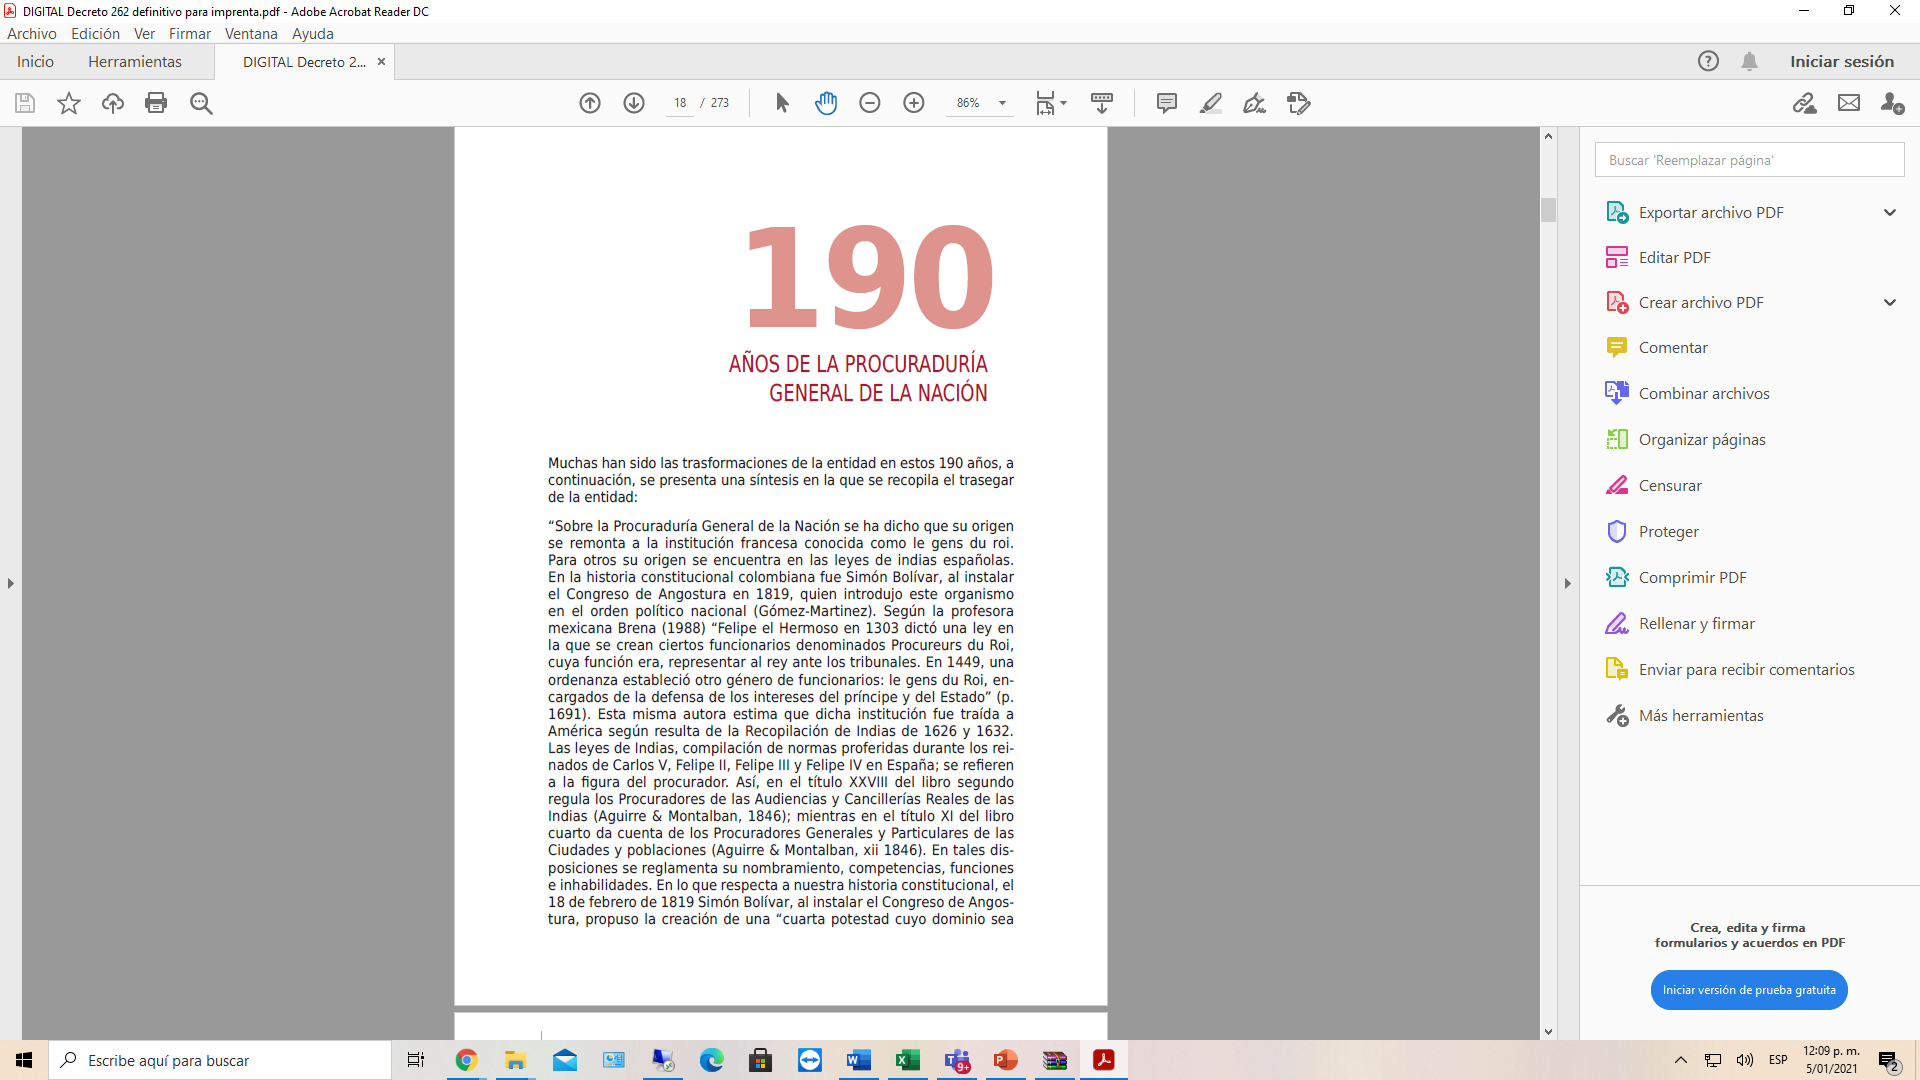 DIGITAL Decreto 262 definitivo para imprenta.pdf - Adobe Acrobat Reader DC
Archivo Edición Ver Firmar Ventana Ayuda
Inicio Herramientas DIGITAL Decreto 2... × Iniciar sesión
18 / 273 86%
190
AÑOS DE LA PROCURADURÍA
GENERAL DE LA NACIÓN
Muchas han sido las trasformaciones de la entidad en estos 190 años, a
continuación, se presenta una síntesis en la que se recopila el trasegar
de la entidad:
“Sobre la Procuraduría General de la Nación se ha dicho que su origen
se remonta a la institución francesa conocida como le gens du roi.
Para otros su origen se encuentra en las leyes de indias españolas.
En la historia constitucional colombiana fue Simón Bolívar, al instalar
el Congreso de Angostura en 1819, quien introdujo este organismo
en el orden político nacional (Gómez-Martinez). Según la profesora
mexicana Brena (1988) “Felipe el Hermoso en 1303 dictó una ley en
la que se crean ciertos funcionarios denominados Procureurs du Roi,
cuya función era, representar al rey ante los tribunales. En 1449, una
ordenanza estableció otro género de funcionarios: le gens du Roi, en-
cargados de la defensa de los intereses del príncipe y del Estado” (p.
1691). Esta misma autora estima que dicha institución fue traída a
América según resulta de la Recopilación de Indias de 1626 y 1632.
Las leyes de Indias, compilación de normas proferidas durante los rei-
nados de Carlos V, Felipe II, Felipe III y Felipe IV en España; se refieren
a la figura del procurador. Así, en el título XXVIII del libro segundo
regula los Procuradores de las Audiencias y Cancillerías Reales de las
Indias (Aguirre & Montalban, 1846); mientras en el título XI del libro
cuarto da cuenta de los Procuradores Generales y Particulares de las
Ciudades y poblaciones (Aguirre & Montalban, xii 1846). En tales dis-
posiciones se reglamenta su nombramiento, competencias, funciones
e inhabilidades. En lo que respecta a nuestra historia constitucional, el
18 de febrero de 1819 Simón Bolívar, al instalar el Congreso de Angos-
tura, propuso la creación de una “cuarta potestad cuyo dominio sea
Buscar 'Reemplazar página'
Exportar archivo PDF
Editar PDF
Crear archivo PDF
Comentar
Combinar archivos
Organizar páginas
Censurar
Proteger
Comprimir PDF
Rellenar y firmar
Enviar para recibir comentarios
Más herramientas
Crea, edita y firma
formularios y acuerdos en PDF
Iniciar versión de prueba gratuita
Escribe aquí para buscar
9+
ESP
12:09 p. m.
5/01/2021
2